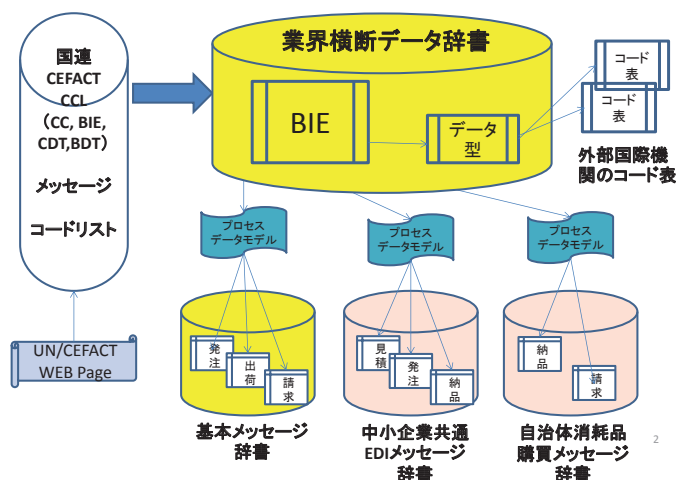 国連
CEFACT
CCL
（CC, BIE,
CDT,BDT）
メッセージ
コードリスト
UN/CEFACT
WEB Page
業界横断データ辞書
BIE
データ
型
コード
表
コード
表
外部国際機
関のコード表
プロセス
データモデル
プロセス
データモデル
プロセス
データモデル
発
注
出
荷
請
求
基本メッセージ
辞書
見
積
発
注
納
品
中小企業共通
EDIメッセージ
辞書
納
品
請
求
自治体消耗品
購買メッセージ
辞書
2